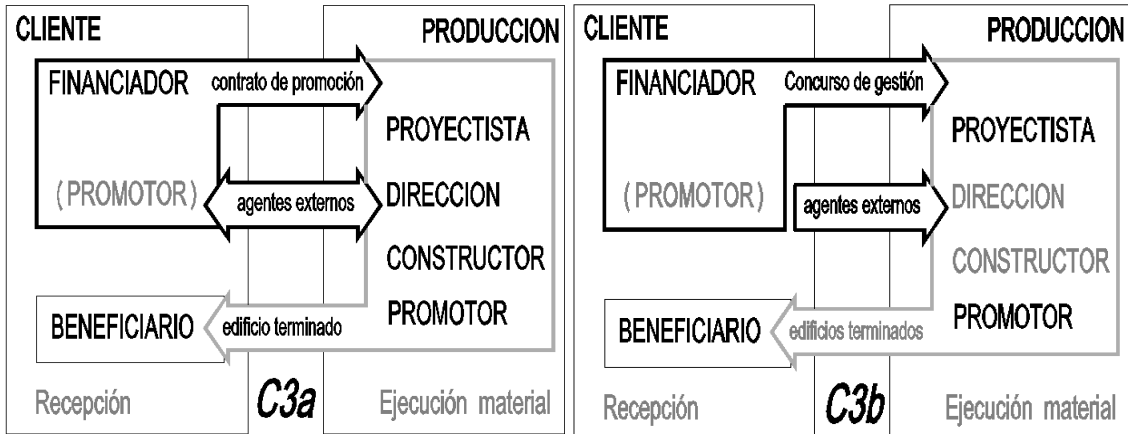 CLIENTE
PRODUCCION
FINANCIADOR
contrato de promoción
PROYECTISTA
(PROMOTOR)
agentes externos
DIRECCION
CONSTRUCTOR
BENEFICIARIO
edificio terminado
PROMOTOR
Recepción
C3a
Ejecución material
CLIENTE
PRODUCCION
FINANCIADOR
Concurso de gestión
PROYECTISTA
(PROMOTOR)
agentes externos
DIRECCION
CONSTRUCTOR
BENEFICIARIO
edificios terminados
PROMOTOR
Recepción
C3b
Ejecución material